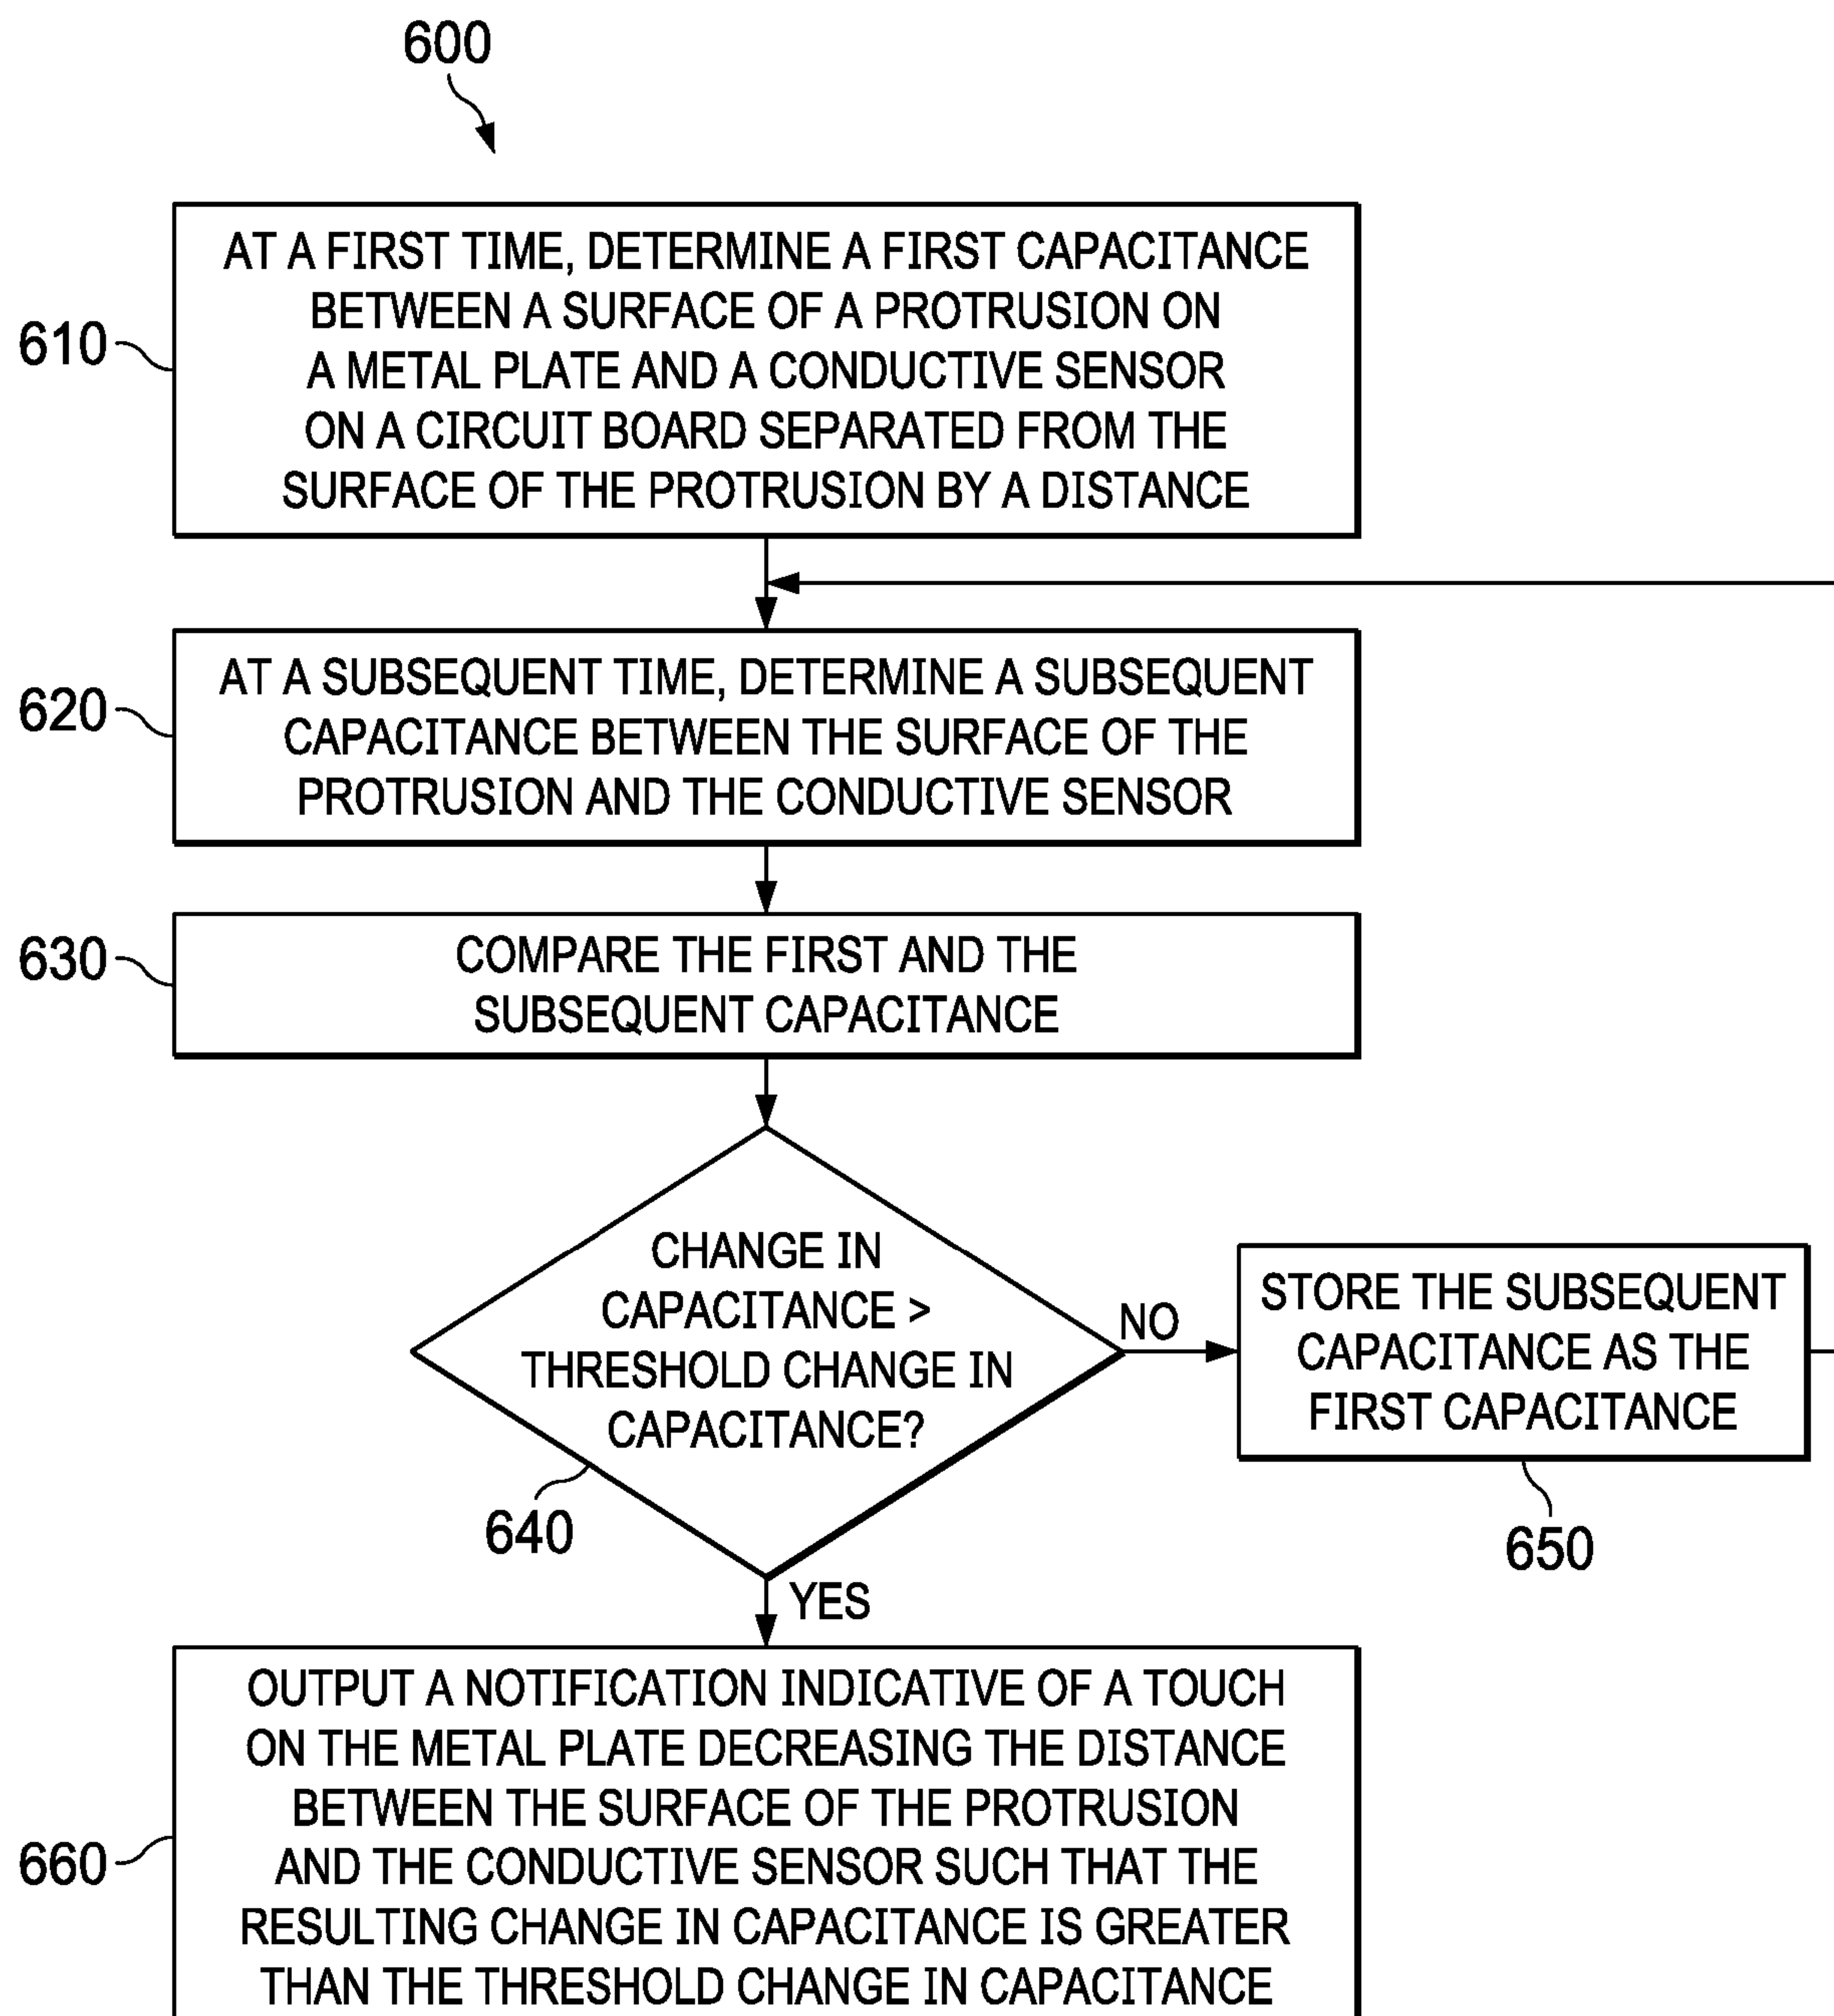 600
610
AT A FIRST TIME, DETERMINE A FIRST CAPACITANCE
BETWEEN A SURFACE OF A PROTRUSION ON
A METAL PLATE AND A CONDUCTIVE SENSOR
ON A CIRCUIT BOARD SEPARATED FROM THE
SURFACE OF THE PROTRUSION BY A DISTANCE
620
AT A SUBSEQUENT TIME, DETERMINE A SUBSEQUENT
CAPACITANCE BETWEEN THE SURFACE OF THE
PROTRUSION AND THE CONDUCTIVE SENSOR
630
COMPARE THE FIRST AND THE
SUBSEQUENT CAPACITANCE
CHANGE IN
CAPACITANCE >
THRESHOLD CHANGE IN
CAPACITANCE?
640
NO
STORE THE SUBSEQUENT
CAPACITANCE AS THE
FIRST CAPACITANCE
650
YES
660
OUTPUT A NOTIFICATION INDICATIVE OF A TOUCH
ON THE METAL PLATE DECREASING THE DISTANCE
BETWEEN THE SURFACE OF THE PROTRUSION
AND THE CONDUCTIVE SENSOR SUCH THAT THE
RESULTING CHANGE IN CAPACITANCE IS GREATER
THAN THE THRESHOLD CHANGE IN CAPACITANCE